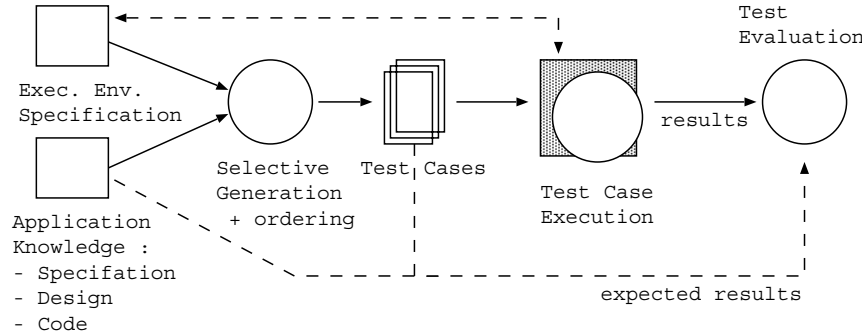 Test
Evaluation
Exec. Env.
Specification
results
Selective
Generation
+ ordering
Test Cases
Test Case
Execution
Application
Knowledge :
- Specifation
- Design
- Code
expected results